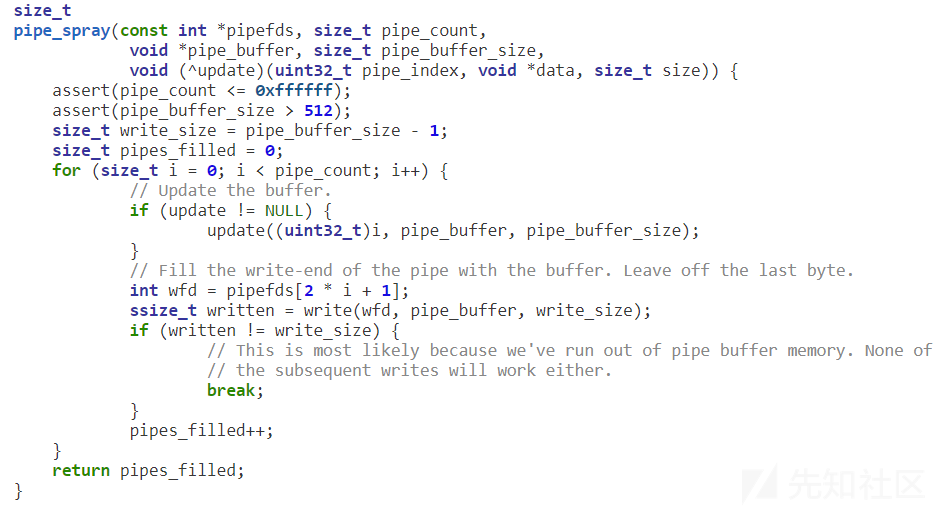 size_t
pipe_spray(const int *pipefds, size_t pipe_count,
void *pipe_buffer, size_t pipe_buffer_size,
void (^update)(uint32_t pipe_index, void *data, size_t size)) {
assert(pipe_count <= 0xffffff);
assert(pipe_buffer_size > 512);
size_t write_size = pipe_buffer_size - 1;
size_t pipes_filled = 0;
for (size_t i = 0; i < pipe_count; i++) {
// Update the buffer.
if (update != NULL) {
update((uint32_t)i, pipe_buffer, pipe_buffer_size);
}
// Fill the write-end of the pipe with the buffer. Leave off the last byte.
int wfd = pipefds[2 * i + 1];
ssize_t written = write(wfd, pipe_buffer, write_size);
if (written != write_size) {
// This is most likely because we've run out of pipe buffer memory. None of
// the subsequent writes will work either.
break;
}
pipes_filled++;
}
return pipes_filled;
}
先知社区